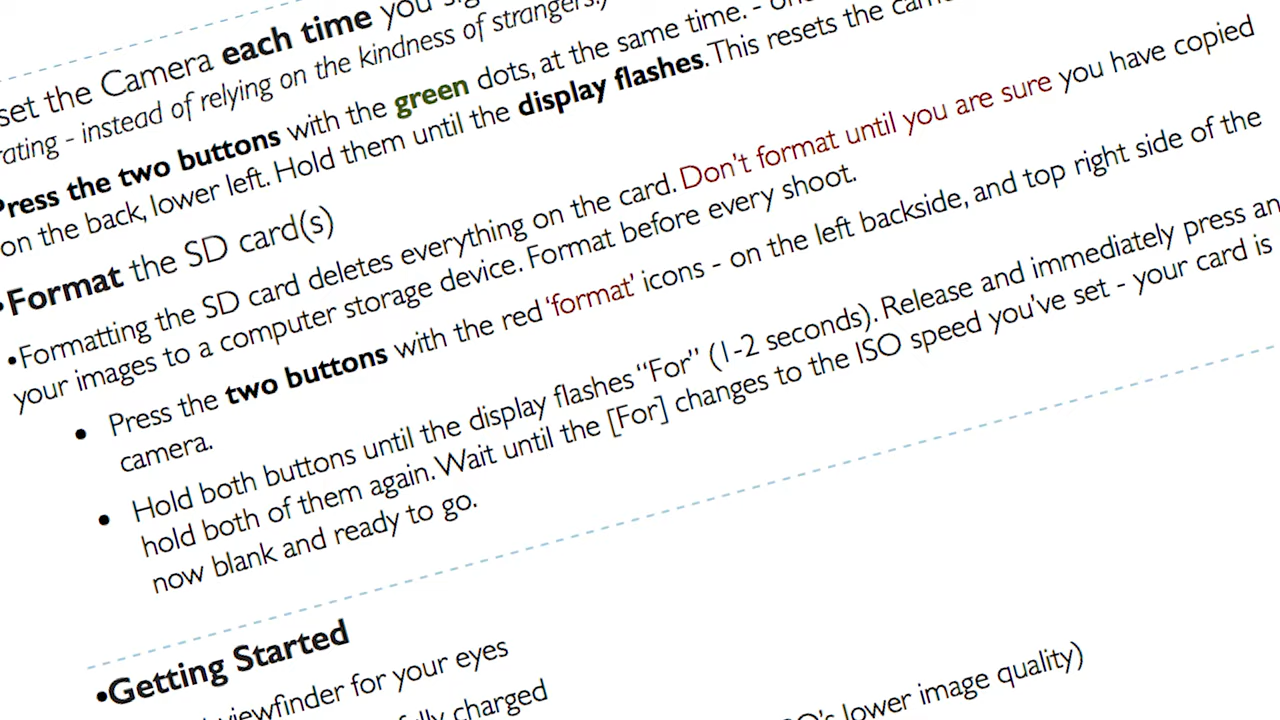 set the Camera each time you
rating - instead of relying on the kindness of strangers.)
Press the two buttons with the green dots, at the same time. -
on the back, lower left. Hold them until the display flashes. This resets the
•Format the SD card(s)
•Formatting the SD card deletes everything on the card. Don't format until you are sure you have copied
your images to a computer storage device. Format before every shoot.
• Press the two buttons with the red 'format' icons - on the left backside, and top right side of the
camera.
• Hold both buttons until the display flashes "For" (1-2 seconds). Release and immediately press an
hold both of them again. Wait until the [For] changes to the ISO speed you've set - your card is
now blank and ready to go.
•Getting Started
viewfinder for your eyes
fully charged
ISO's lower image quality)